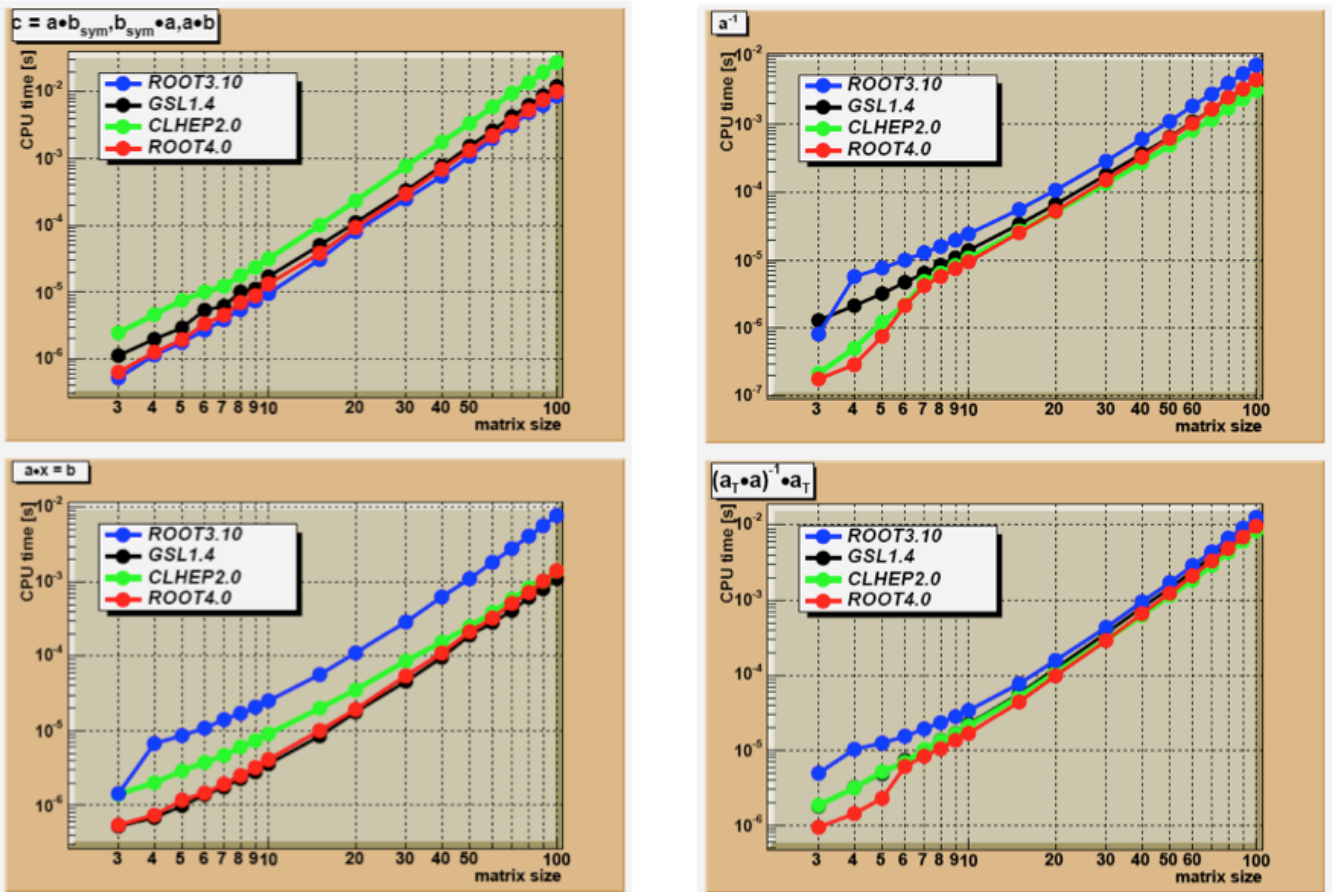 c = a•b_sym,b_sym•a,a•b
CPU time [s]
ROOT3.10
GSL1.4
CLHEP2.0
ROOT4.0
10⁻²
10⁻³
10⁻⁴
10⁻⁵
10⁻⁶
3 4 5 6 7 8 9 10 20 30 40 50 100
matrix size
a⁻¹
CPU time [s]
ROOT3.10
GSL1.4
CLHEP2.0
ROOT4.0
10⁻²
10⁻³
10⁻⁴
10⁻⁵
10⁻⁶
10⁻⁷
3 4 5 6 7 8 9 10 20 30 40 50 60 100
matrix size
a•x = b
CPU time [s]
ROOT3.10
GSL1.4
CLHEP2.0
ROOT4.0
10⁻²
10⁻³
10⁻⁴
10⁻⁵
10⁻⁶
3 4 5 6 7 8 9 10 20 30 40 50 100
matrix size
(a_T•a)⁻¹•a_T
CPU time [s]
ROOT3.10
GSL1.4
CLHEP2.0
ROOT4.0
10⁻²
10⁻³
10⁻⁴
10⁻⁵
10⁻⁶
3 4 5 6 7 8 9 10 20 30 40 50 60 100
matrix size